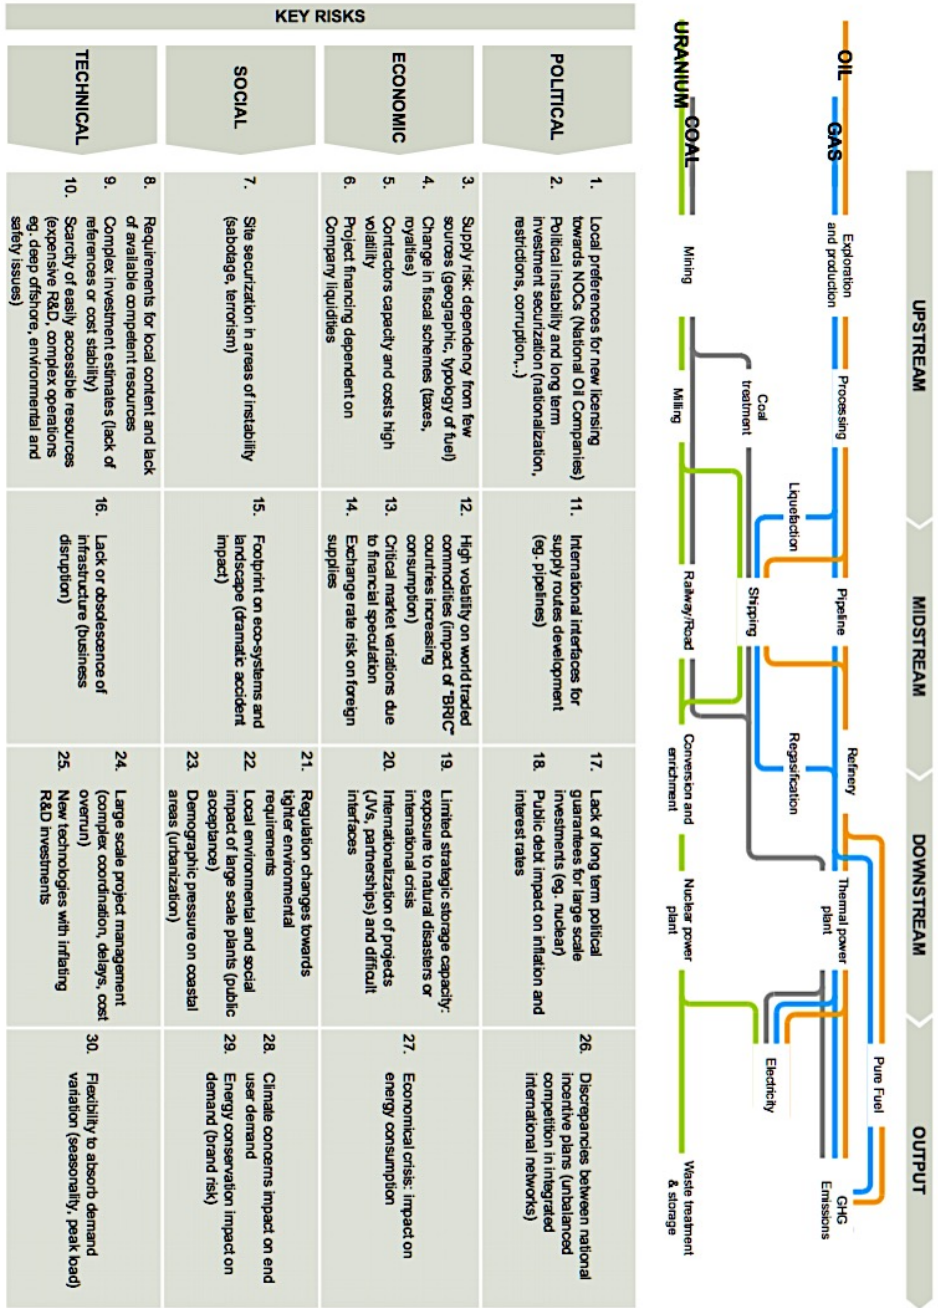 UPSTREAM
MIDSTREAM
DOWNSTREAM
OUTPUT
OIL
GAS
URANIUM
COAL
Exploration
and production
Processing
Liquefaction
Pipeline
Shipping
Refinery
Regasification
Thermal power
plant
Pure Fuel
Electricity
GHG
Emissions
Mining
Coal
treatment
Milling
Railway/Road
Conversion and
enrichment
Nuclear power
plant
Waste treatment
& storage
KEY RISKS
POLITICAL
1. Local preferences for new licensing
towards NOCs (National Oil Companies)
2. Political instability and long term
investment securization (nationalization,
restrictions, corruption,..)
11. International interfaces for
supply routes development
(eg. pipelines)
17. Lack of long term political
guarantees for large scale
investments (eg. nuclear)
18. Public debt impact on inflation and
interest rates
26. Discrepancies between national
incentive plans (unbalanced
competition in integrated
international networks)
ECONOMIC
3. Supply risk: dependency from few
sources (geographic, typology of fuel)
4. Change in fiscal schemes (taxes,
royalties)
5. Contractors capacity and costs high
volatility
6. Project financing dependent on
Company liquidities
12. High volatility on world traded
commodities (impact of "BRIC"
countries increasing
consumption)
13. Critical market variations due
to financial speculation
14. Exchange rate risk on foreign
supplies
19. Limited strategic storage capacity:
exposure to natural disasters or
international crisis
20. Internationalization of projects
(JVs, partnerships) and difficult
interfaces
27. Economical crisis: impact on
energy consumption
SOCIAL
7. Site securization in areas of instability
(sabotage, terrorism)
15. Footprint on eco-systems and
landscape (dramatic accident
impact)
21. Regulation changes towards
tighter environmental
requirements
22. Local environmental and social
impact of large scale plants (public
acceptance)
23. Demographic pressure on coastal
areas (urbanization)
28. Climate concerns impact on end
user demand
29. Energy conservation impact on
demand (brand risk)
TECHNICAL
8. Requirements for local content and lack
of available competent resources
9. Complex investment estimates (lack of
references or cost stability)
10. Scarcity of easily accessible resources
(expensive R&D, complex operations
eg. deep offshore, environmental and
safety issues)
16. Lack or obsolescence of
infrastructure (business
disruption)
24. Large scale project management
(complex coordination, delays, cost
overrun)
25. New technologies with inflating
R&D investments
30. Flexibility to absorb demand
variation (seasonality, peak load)